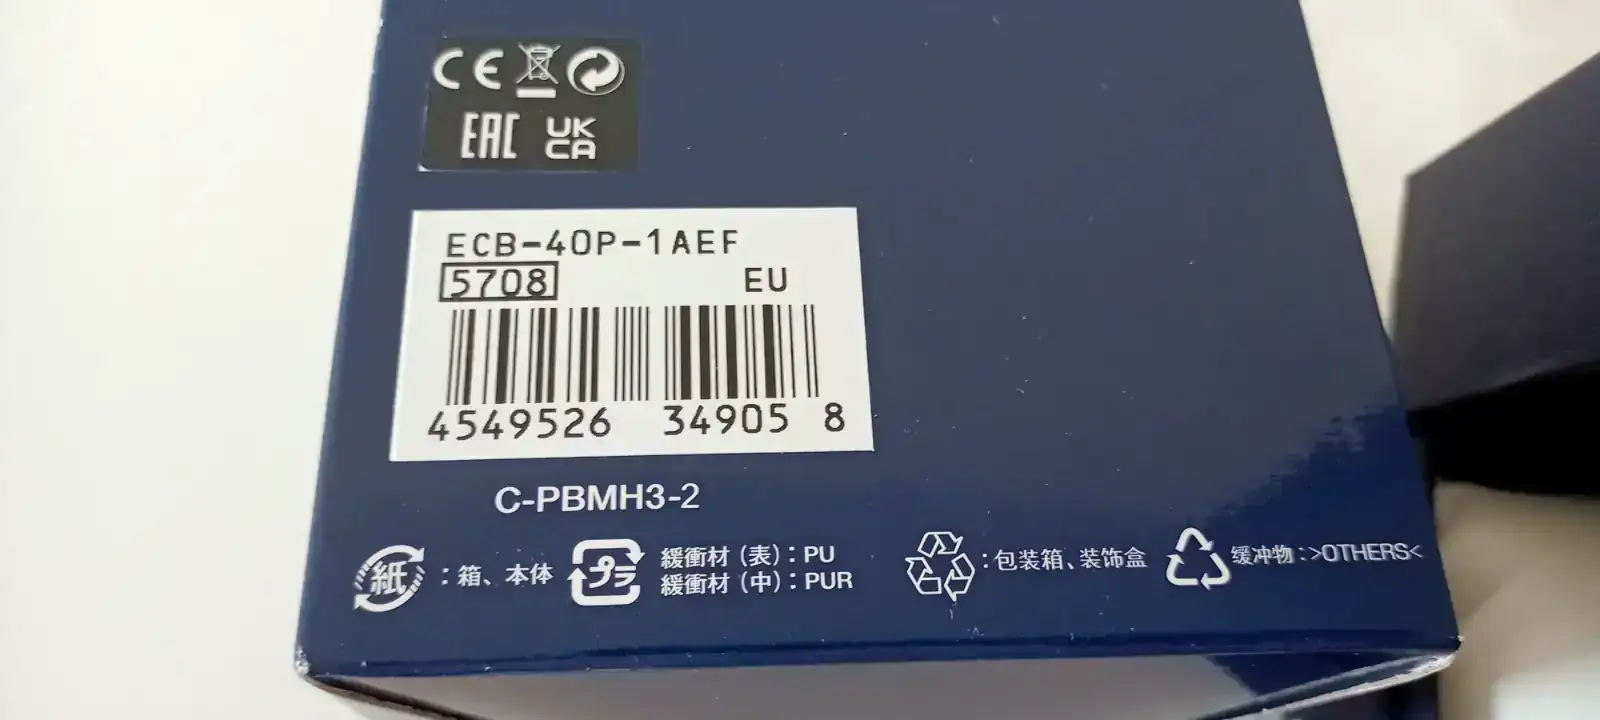 CE
EAC UK
CA
ECB-40P-1AEF
5708 EU
4549526 34905 8
C-PBMH3-2
紙：箱、本体
プラ 緩衝材（表）：PU
緩衝材（中）：PUR
：包装箱、装饰盒
缓冲物：>OTHERS<